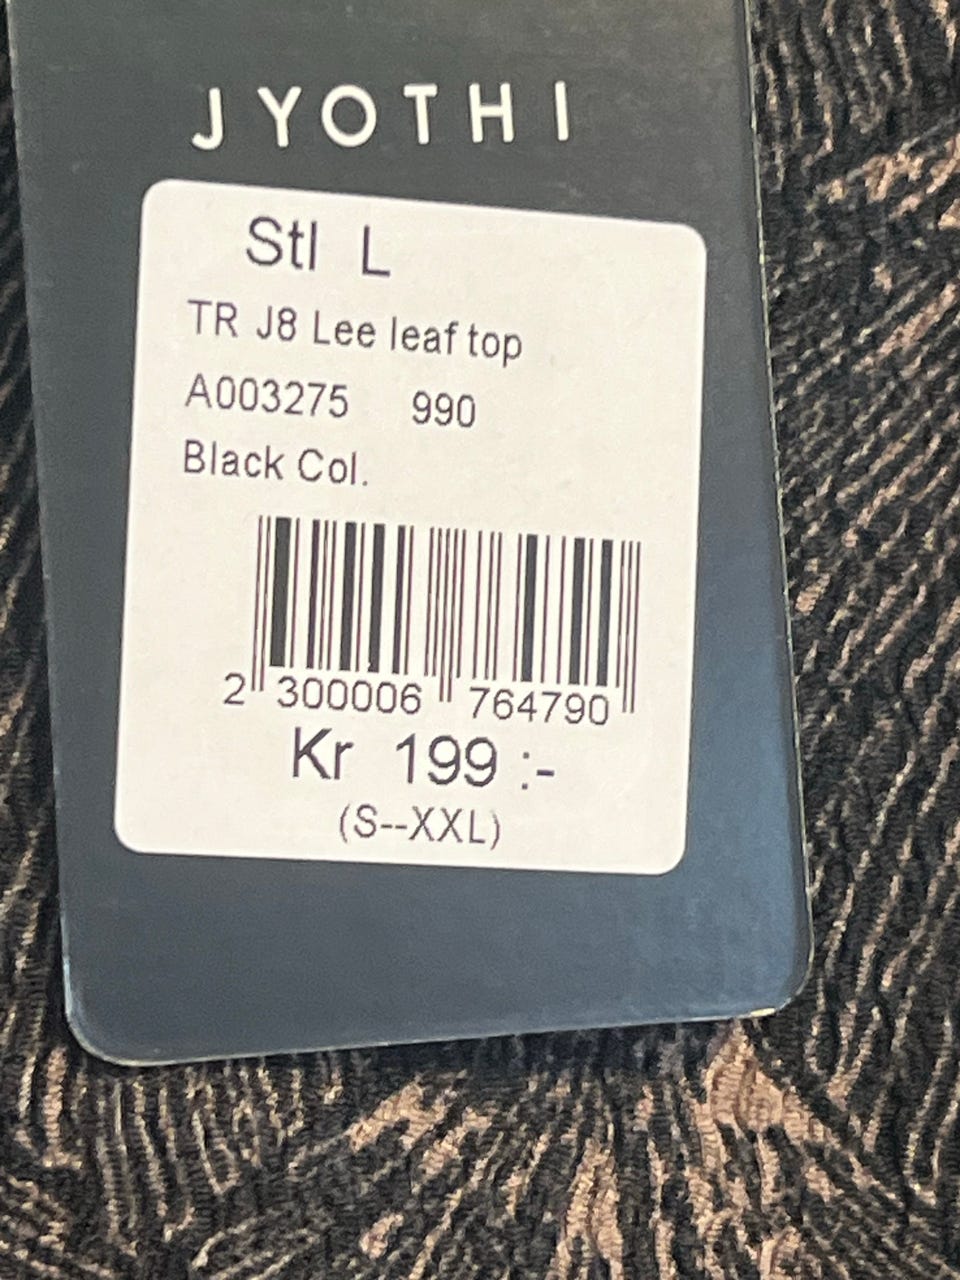 JYOTHI
Stl L
TR J8 Lee leaf top
A003275 990
Black Col.
2 300006 764790
Kr 199 :-
(S--XXL)